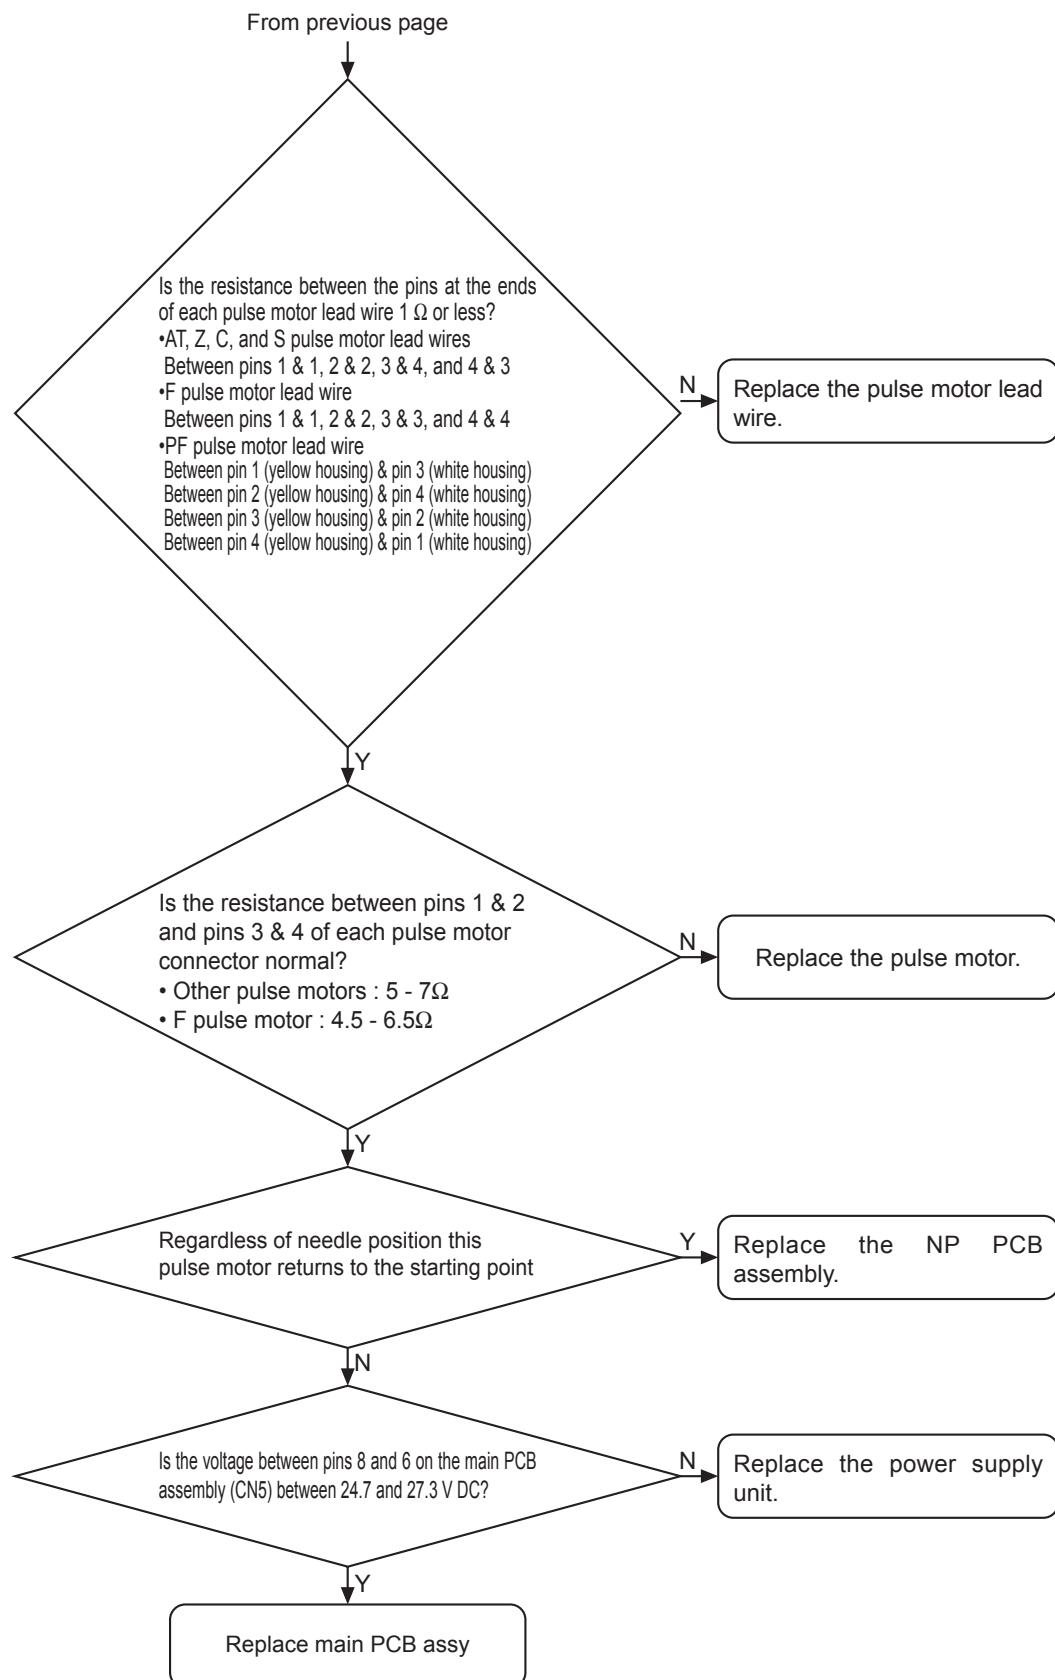 From previous page
Is the resistance between the pins at the ends
of each pulse motor lead wire 1 Ω or less?
•AT, Z, C, and S pulse motor lead wires
Between pins 1 & 1, 2 & 2, 3 & 4, and 4 & 3
•F pulse motor lead wire
Between pins 1 & 1, 2 & 2, 3 & 3, and 4 & 4
•PF pulse motor lead wire
Between pin 1 (yellow housing) & pin 3 (white housing)
Between pin 2 (yellow housing) & pin 4 (white housing)
Between pin 3 (yellow housing) & pin 2 (white housing)
Between pin 4 (yellow housing) & pin 1 (white housing)
N
Replace the pulse motor lead
wire.
Y
Is the resistance between pins 1 & 2
and pins 3 & 4 of each pulse motor
connector normal?
• Other pulse motors : 5 - 7Ω
• F pulse motor : 4.5 - 6.5Ω
N
Replace the pulse motor.
Y
Regardless of needle position this
pulse motor returns to the starting point
Y
Replace the NP PCB
assembly.
N
Is the voltage between pins 8 and 6 on the main PCB
assembly (CN5) between 24.7 and 27.3 V DC?
N
Replace the power supply
unit.
Y
Replace main PCB assy